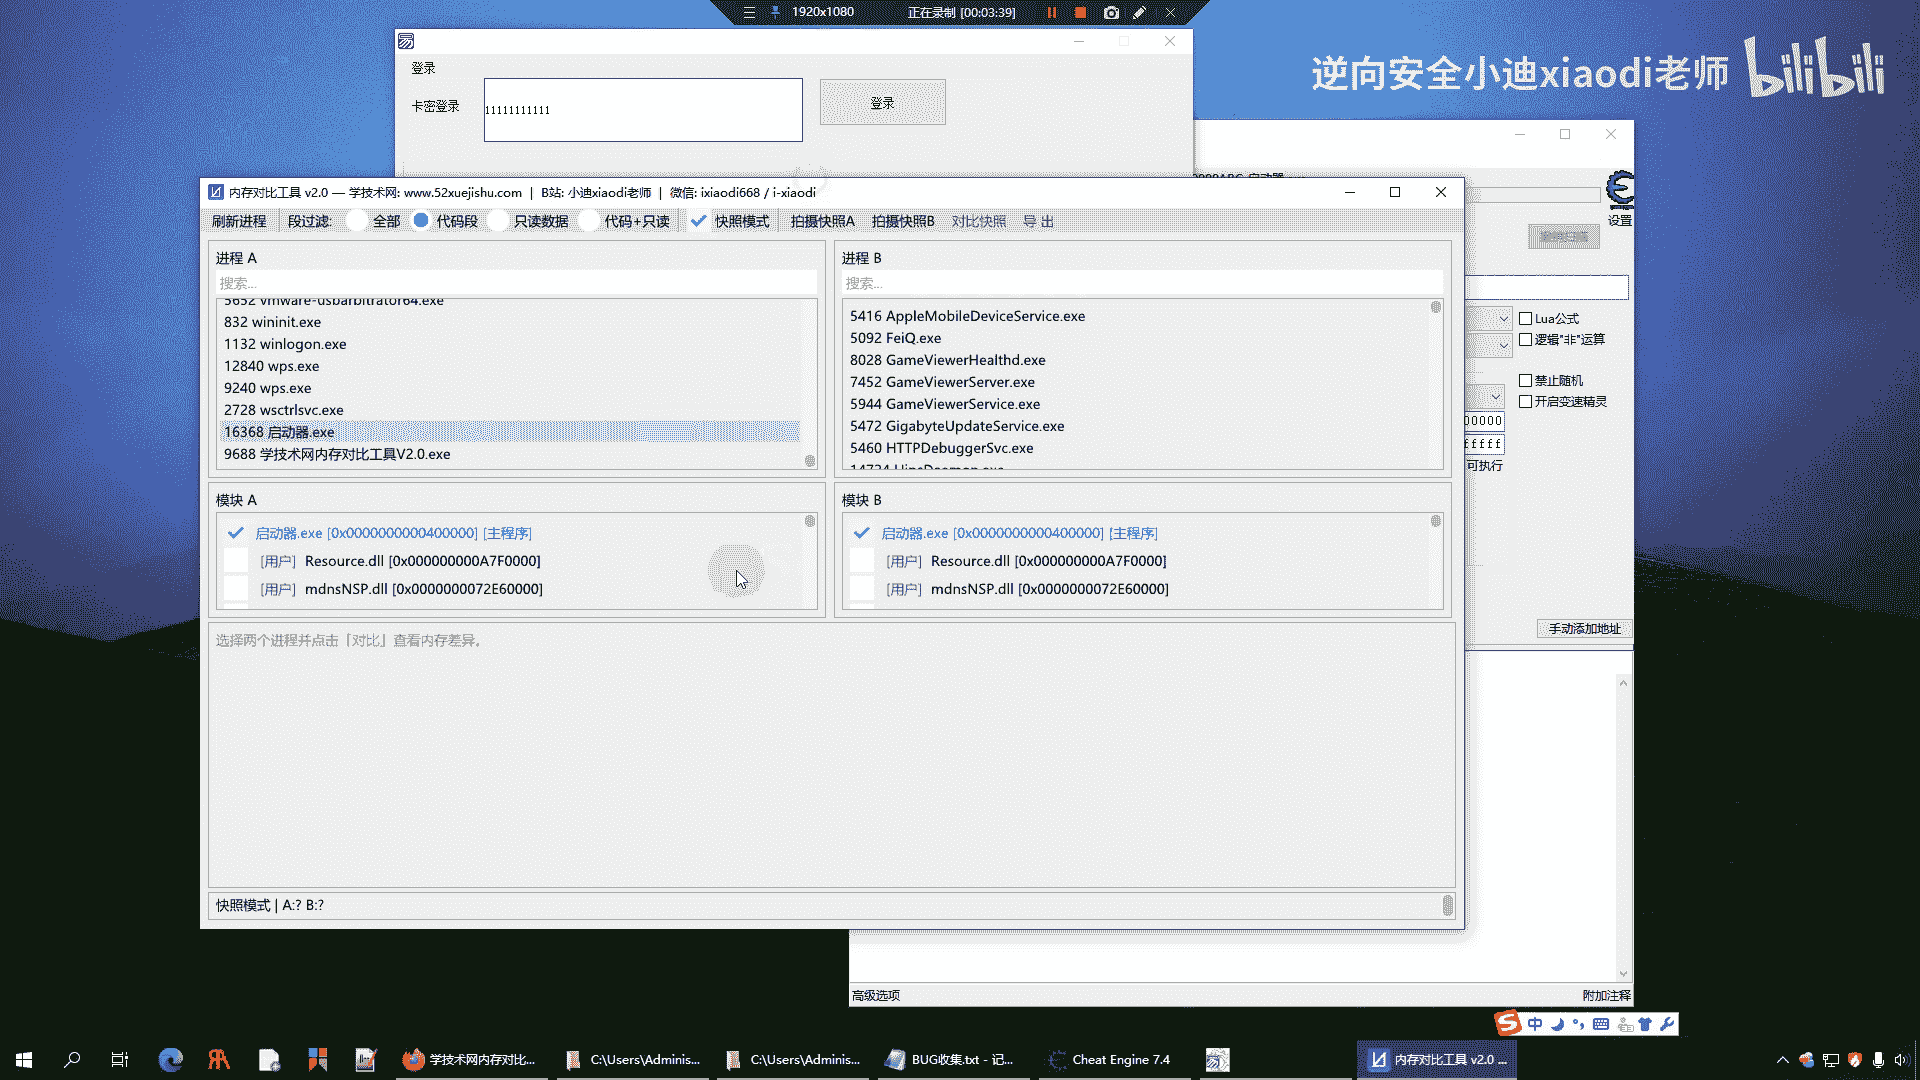 1920x1080
正在录制 [00:03:39]
逆向安全小迪xiaodi老师 bilibili
登录
卡密登录
11111111111
登录
设置
内存对比工具 v2.0 — 学技术网: www.52xuejishu.com | B站: 小迪xiaodi老师 | 微信: ixiaodi668 / i-xiaodi
刷新进程 段过滤: 全部 代码段 只读数据 代码+只读 快照模式 拍摄快照A 拍摄快照B 对比快照 导 出
进程 A
搜索...
5652 vmware-usbarbitrator64.exe
832 wininit.exe
1132 winlogon.exe
12840 wps.exe
9240 wps.exe
2728 wsctrlsvc.exe
16368 启动器.exe
9688 学技术网内存对比工具V2.0.exe
进程 B
搜索...
5416 AppleMobileDeviceService.exe
5092 FeiQ.exe
8028 GameViewerHealthd.exe
7452 GameViewerServer.exe
5944 GameViewerService.exe
5472 GigabyteUpdateService.exe
5460 HTTPDebuggerSvc.exe
模块 A
启动器.exe [0x0000000000400000] [主程序]
[用户] Resource.dll [0x000000000A7F0000]
[用户] mdnsNSP.dll [0x0000000072E60000]
模块 B
启动器.exe [0x0000000000400000] [主程序]
[用户] Resource.dll [0x000000000A7F0000]
[用户] mdnsNSP.dll [0x0000000072E60000]
选择两个进程并点击「对比」查看内存差异。
快照模式 | A:? B:?
Lua公式
逻辑"非"运算
禁止随机
开启变速精灵
00000
fffff
可执行
手动添加地址
高级选项
附加注释
中
学技术网内存对比...
C:\Users\Adminis...
C:\Users\Adminis...
BUG收集.txt - 记...
Cheat Engine 7.4
内存对比工具 v2.0 ...